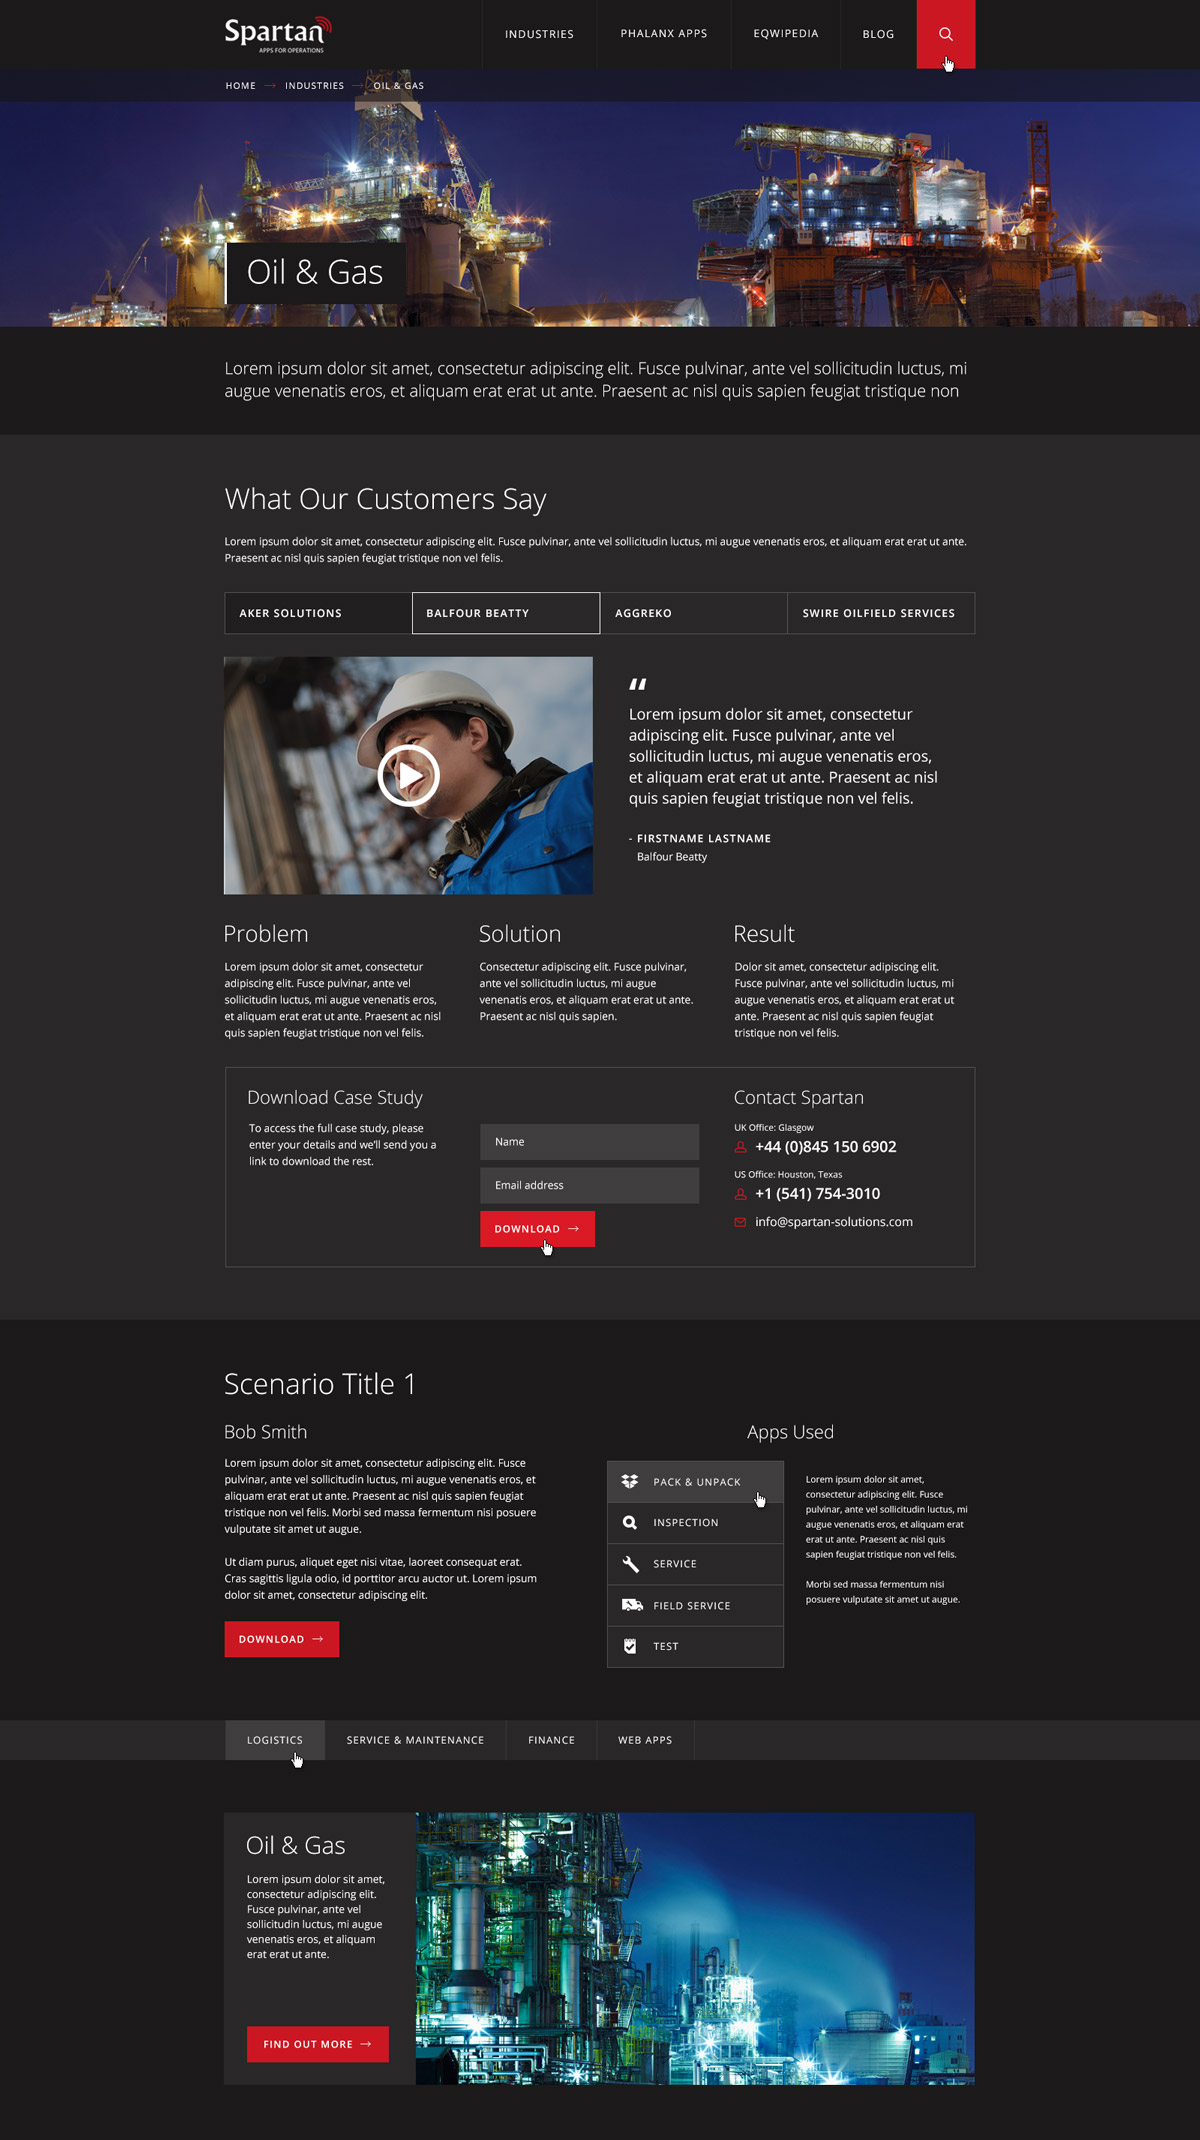 Spartan
APPS FOR OPERATIONS
INDUSTRIES
PHALANX APPS
EQWIPEDIA
BLOG
HOME → INDUSTRIES → OIL & GAS
Oil & Gas
Lorem ipsum dolor sit amet, consectetur adipiscing elit. Fusce pulvinar, ante vel sollicitudin luctus, mi
augue venenatis eros, et aliquam erat erat ut ante. Praesent ac nisl quis sapien feugiat tristique non
What Our Customers Say
Lorem ipsum dolor sit amet, consectetur adipiscing elit. Fusce pulvinar, ante vel sollicitudin luctus, mi augue venenatis eros, et aliquam erat erat ut ante.
Praesent ac nisl quis sapien feugiat tristique non vel felis.
AKER SOLUTIONS
BALFOUR BEATTY
AGGREKO
SWIRE OILFIELD SERVICES
“
Lorem ipsum dolor sit amet, consectetur
adipiscing elit. Fusce pulvinar, ante vel
sollicitudin luctus, mi augue venenatis eros,
et aliquam erat erat ut ante. Praesent ac nisl
quis sapien feugiat tristique non vel felis.
- FIRSTNAME LASTNAME
Balfour Beatty
Problem
Lorem ipsum dolor sit amet, consectetur
adipiscing elit. Fusce pulvinar, ante vel
sollicitudin luctus, mi augue venenatis eros,
et aliquam erat erat ut ante. Praesent ac nisl
quis sapien feugiat tristique non vel felis.
Solution
Consectetur adipiscing elit. Fusce pulvinar,
ante vel sollicitudin luctus, mi augue
venenatis eros, et aliquam erat erat ut ante.
Praesent ac nisl quis sapien.
Result
Dolor sit amet, consectetur adipiscing elit.
Fusce pulvinar, ante vel sollicitudin luctus, mi
augue venenatis eros, et aliquam erat erat ut
ante. Praesent ac nisl quis sapien feugiat
tristique non vel felis.
Download Case Study
To access the full case study, please
enter your details and we'll send you a
link to download the rest.
Name
Email address
DOWNLOAD →
Contact Spartan
UK Office: Glasgow
+44 (0)845 150 6902
US Office: Houston, Texas
+1 (541) 754-3010
info@spartan-solutions.com
Scenario Title 1
Bob Smith
Lorem ipsum dolor sit amet, consectetur adipiscing elit. Fusce
pulvinar, ante vel sollicitudin luctus, mi augue venenatis eros, et
aliquam erat erat ut ante. Praesent ac nisl quis sapien feugiat
tristique non vel felis. Morbi sed massa fermentum nisi posuere
vulputate sit amet ut augue.
Ut diam purus, aliquet eget nisi vitae, laoreet consequat erat.
Cras sagittis ligula odio, id porttitor arcu auctor ut. Lorem ipsum
dolor sit amet, consectetur adipiscing elit.
DOWNLOAD →
Apps Used
PACK & UNPACK
INSPECTION
SERVICE
FIELD SERVICE
TEST
Lorem ipsum dolor sit amet,
consectetur adipiscing elit. Fusce
pulvinar, ante vel sollicitudin luctus, mi
augue venenatis eros, et aliquam erat
erat ut ante. Praesent ac nisl quis
sapien feugiat tristique non vel felis.
Morbi sed massa fermentum nisi
posuere vulputate sit amet ut augue.
LOGISTICS
SERVICE & MAINTENANCE
FINANCE
WEB APPS
Oil & Gas
Lorem ipsum dolor sit amet,
consectetur adipiscing elit.
Fusce pulvinar, ante vel
sollicitudin luctus, mi augue
venenatis eros, et aliquam
erat erat ut ante.
FIND OUT MORE →